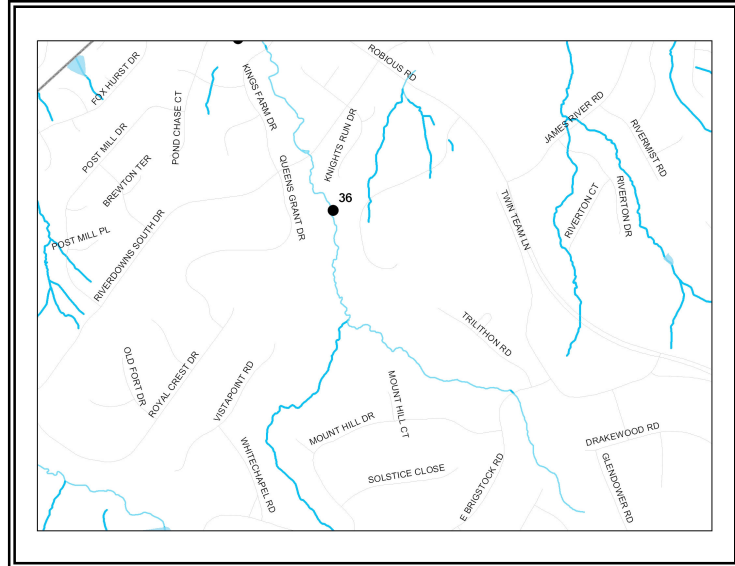 ROBIOUS RD
FOX HURST DR
KINGS FARM DR
JAMES RIVER RD
POND CHASE CT
KNIGHTS RUN DR
RIVERMIST RD
POST MILL DR
BREWTON TER
QUEENS GRANT DR
36
TWIN TEAM LN
RIVERTON CT
RIVERTON DR
POST MILL PL
RIVERDOWNS SOUTH DR
TRILITHON RD
OLD FORT DR
ROYAL CREST DR
VISTAPOINT RD
MOUNT HILL CT
MOUNT HILL DR
DRAKEWOOD RD
WHITECHAPEL RD
SOLSTICE CLOSE
E BRIGSTOCK RD
GLENDOWER RD